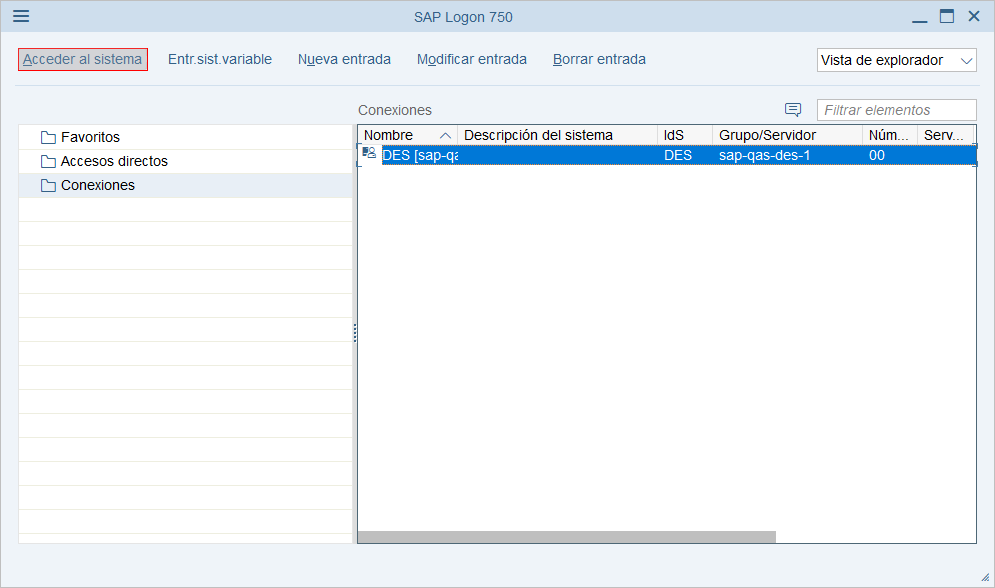 SAP Logon 750
Acceder al sistema Entr.sist.variable Nueva entrada Modificar entrada Borrar entrada Vista de explorador
Conexiones Filtrar elementos
Favoritos
Accesos directos
Conexiones
Nombre Descripción del sistema IdS Grupo/Servidor Núm... Serv...
DES [sap-qa DES sap-qas-des-1 00